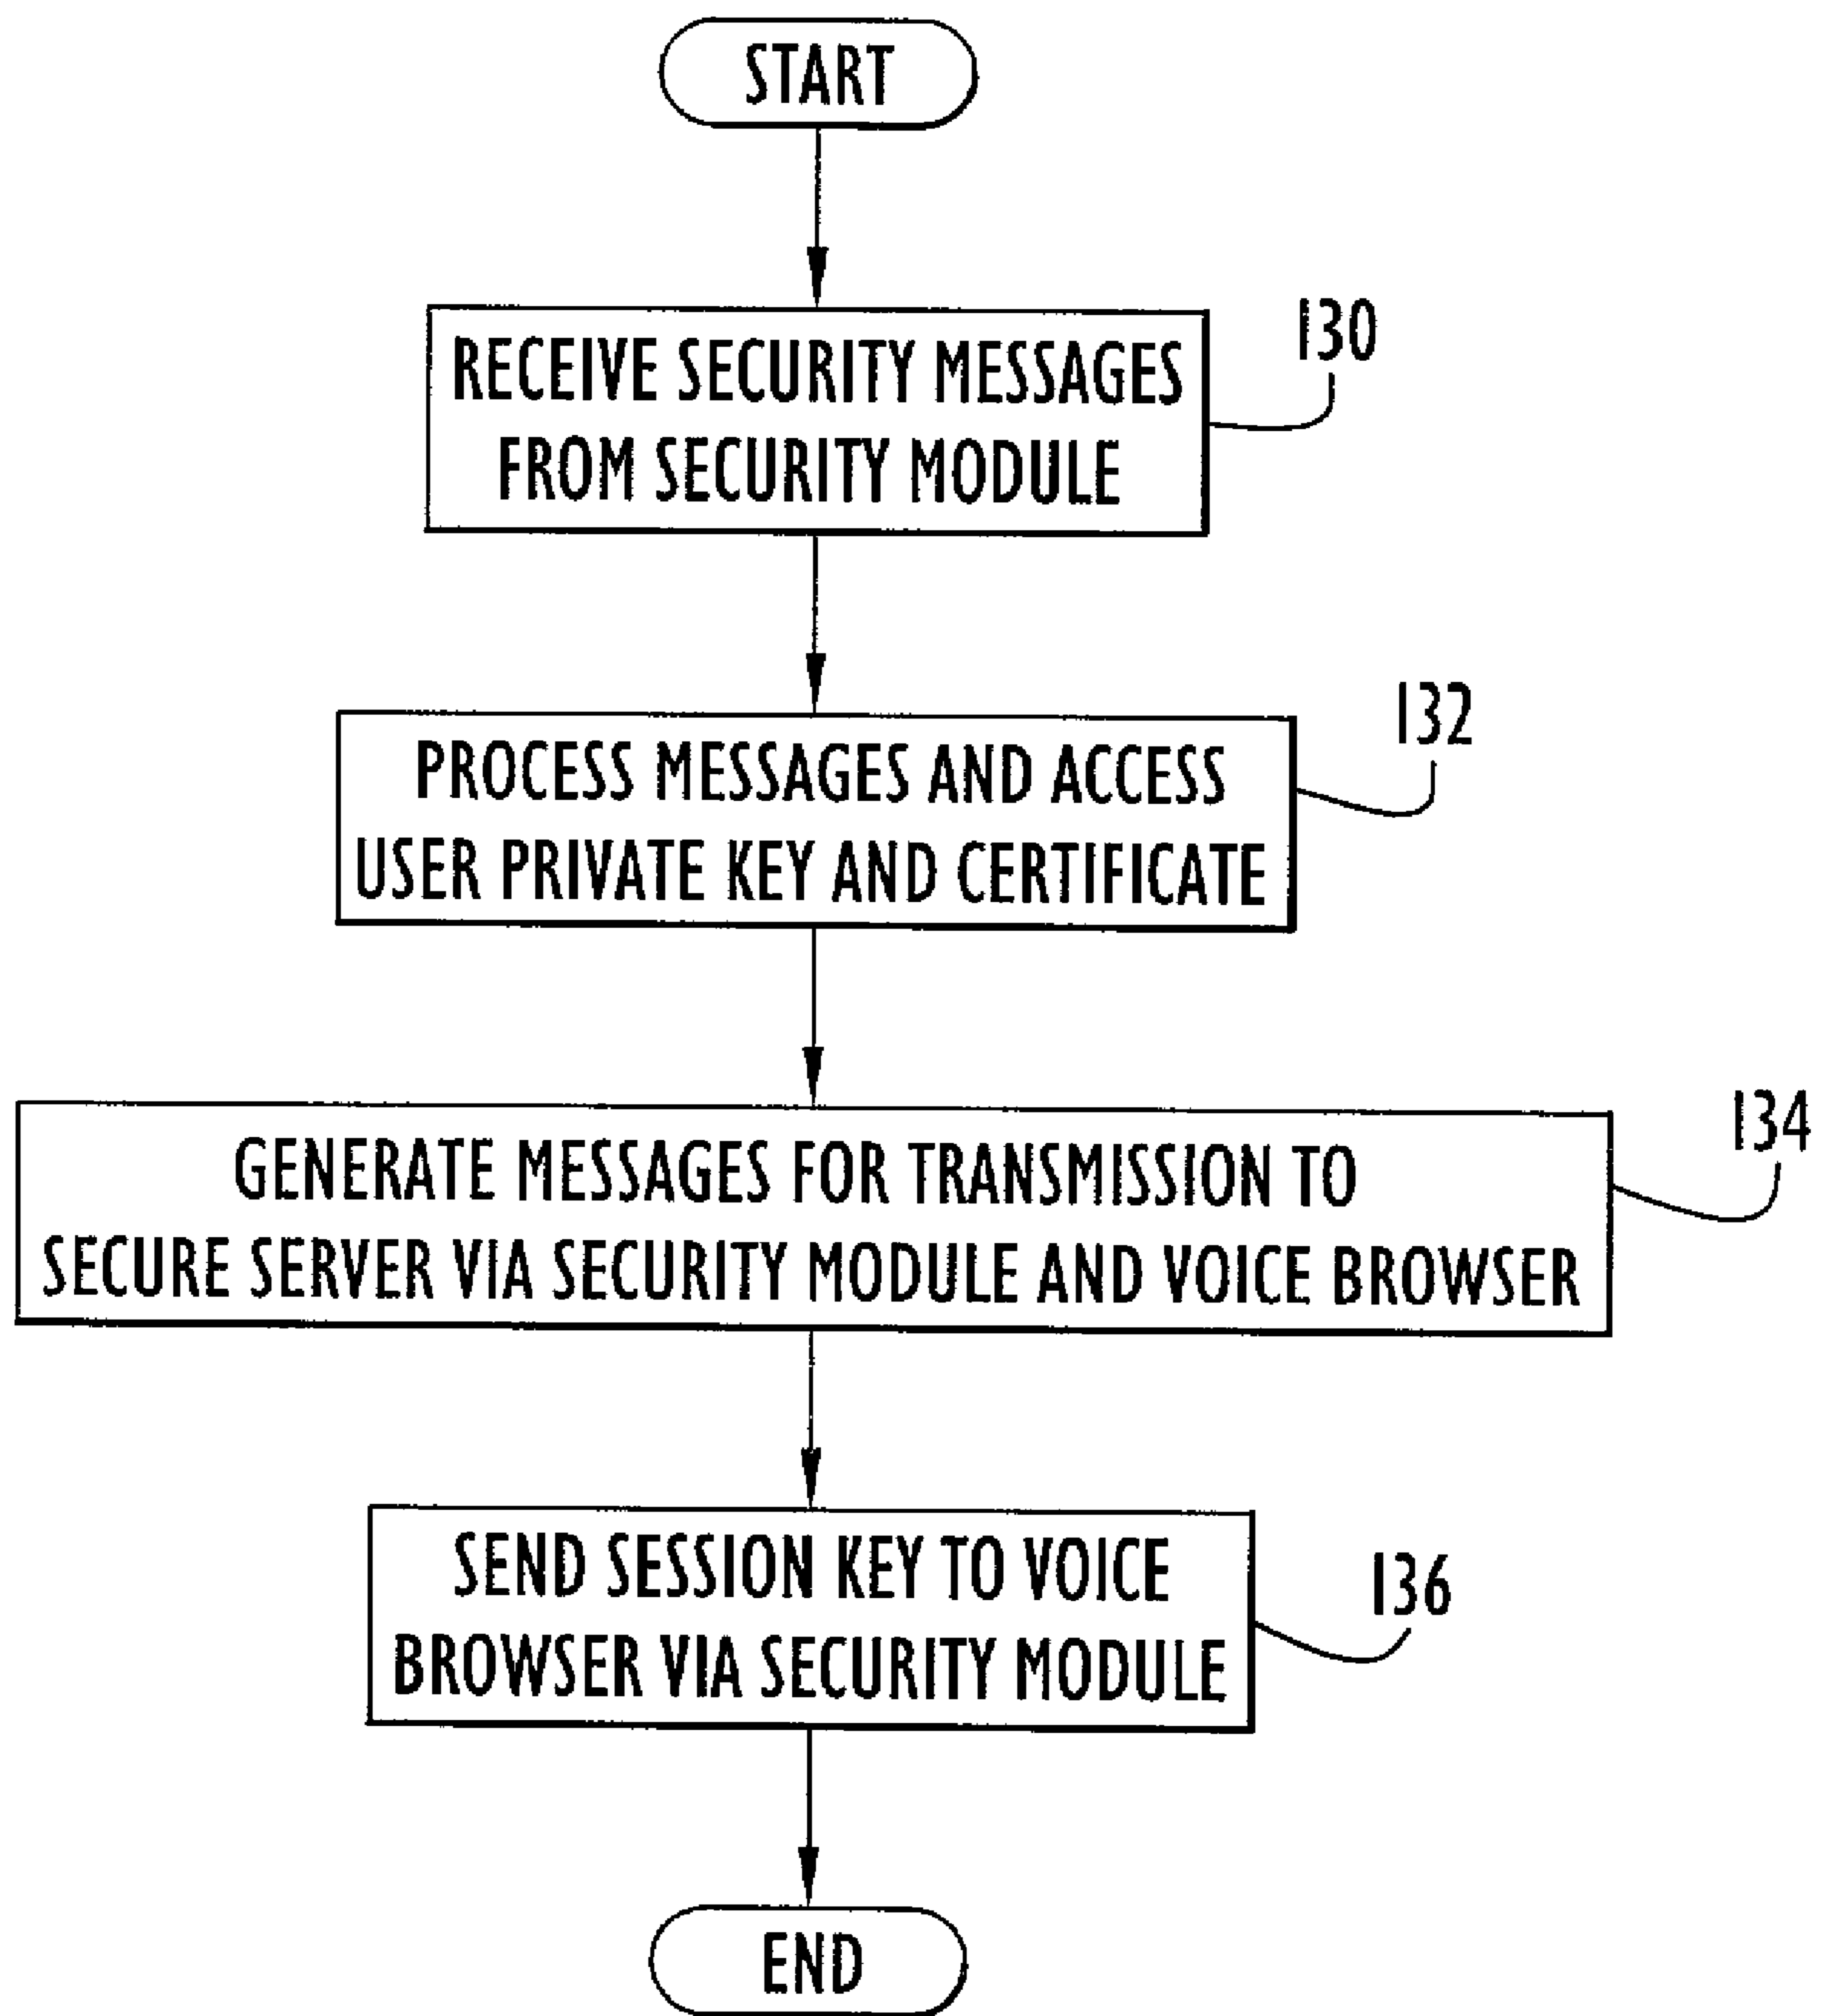 START
RECEIVE SECURITY MESSAGES
FROM SECURITY MODULE
130
PROCESS MESSAGES AND ACCESS
USER PRIVATE KEY AND CERTIFICATE
132
GENERATE MESSAGES FOR TRANSMISSION TO
SECURE SERVER VIA SECURITY MODULE AND VOICE BROWSER
134
SEND SESSION KEY TO VOICE
BROWSER VIA SECURITY MODULE
136
END